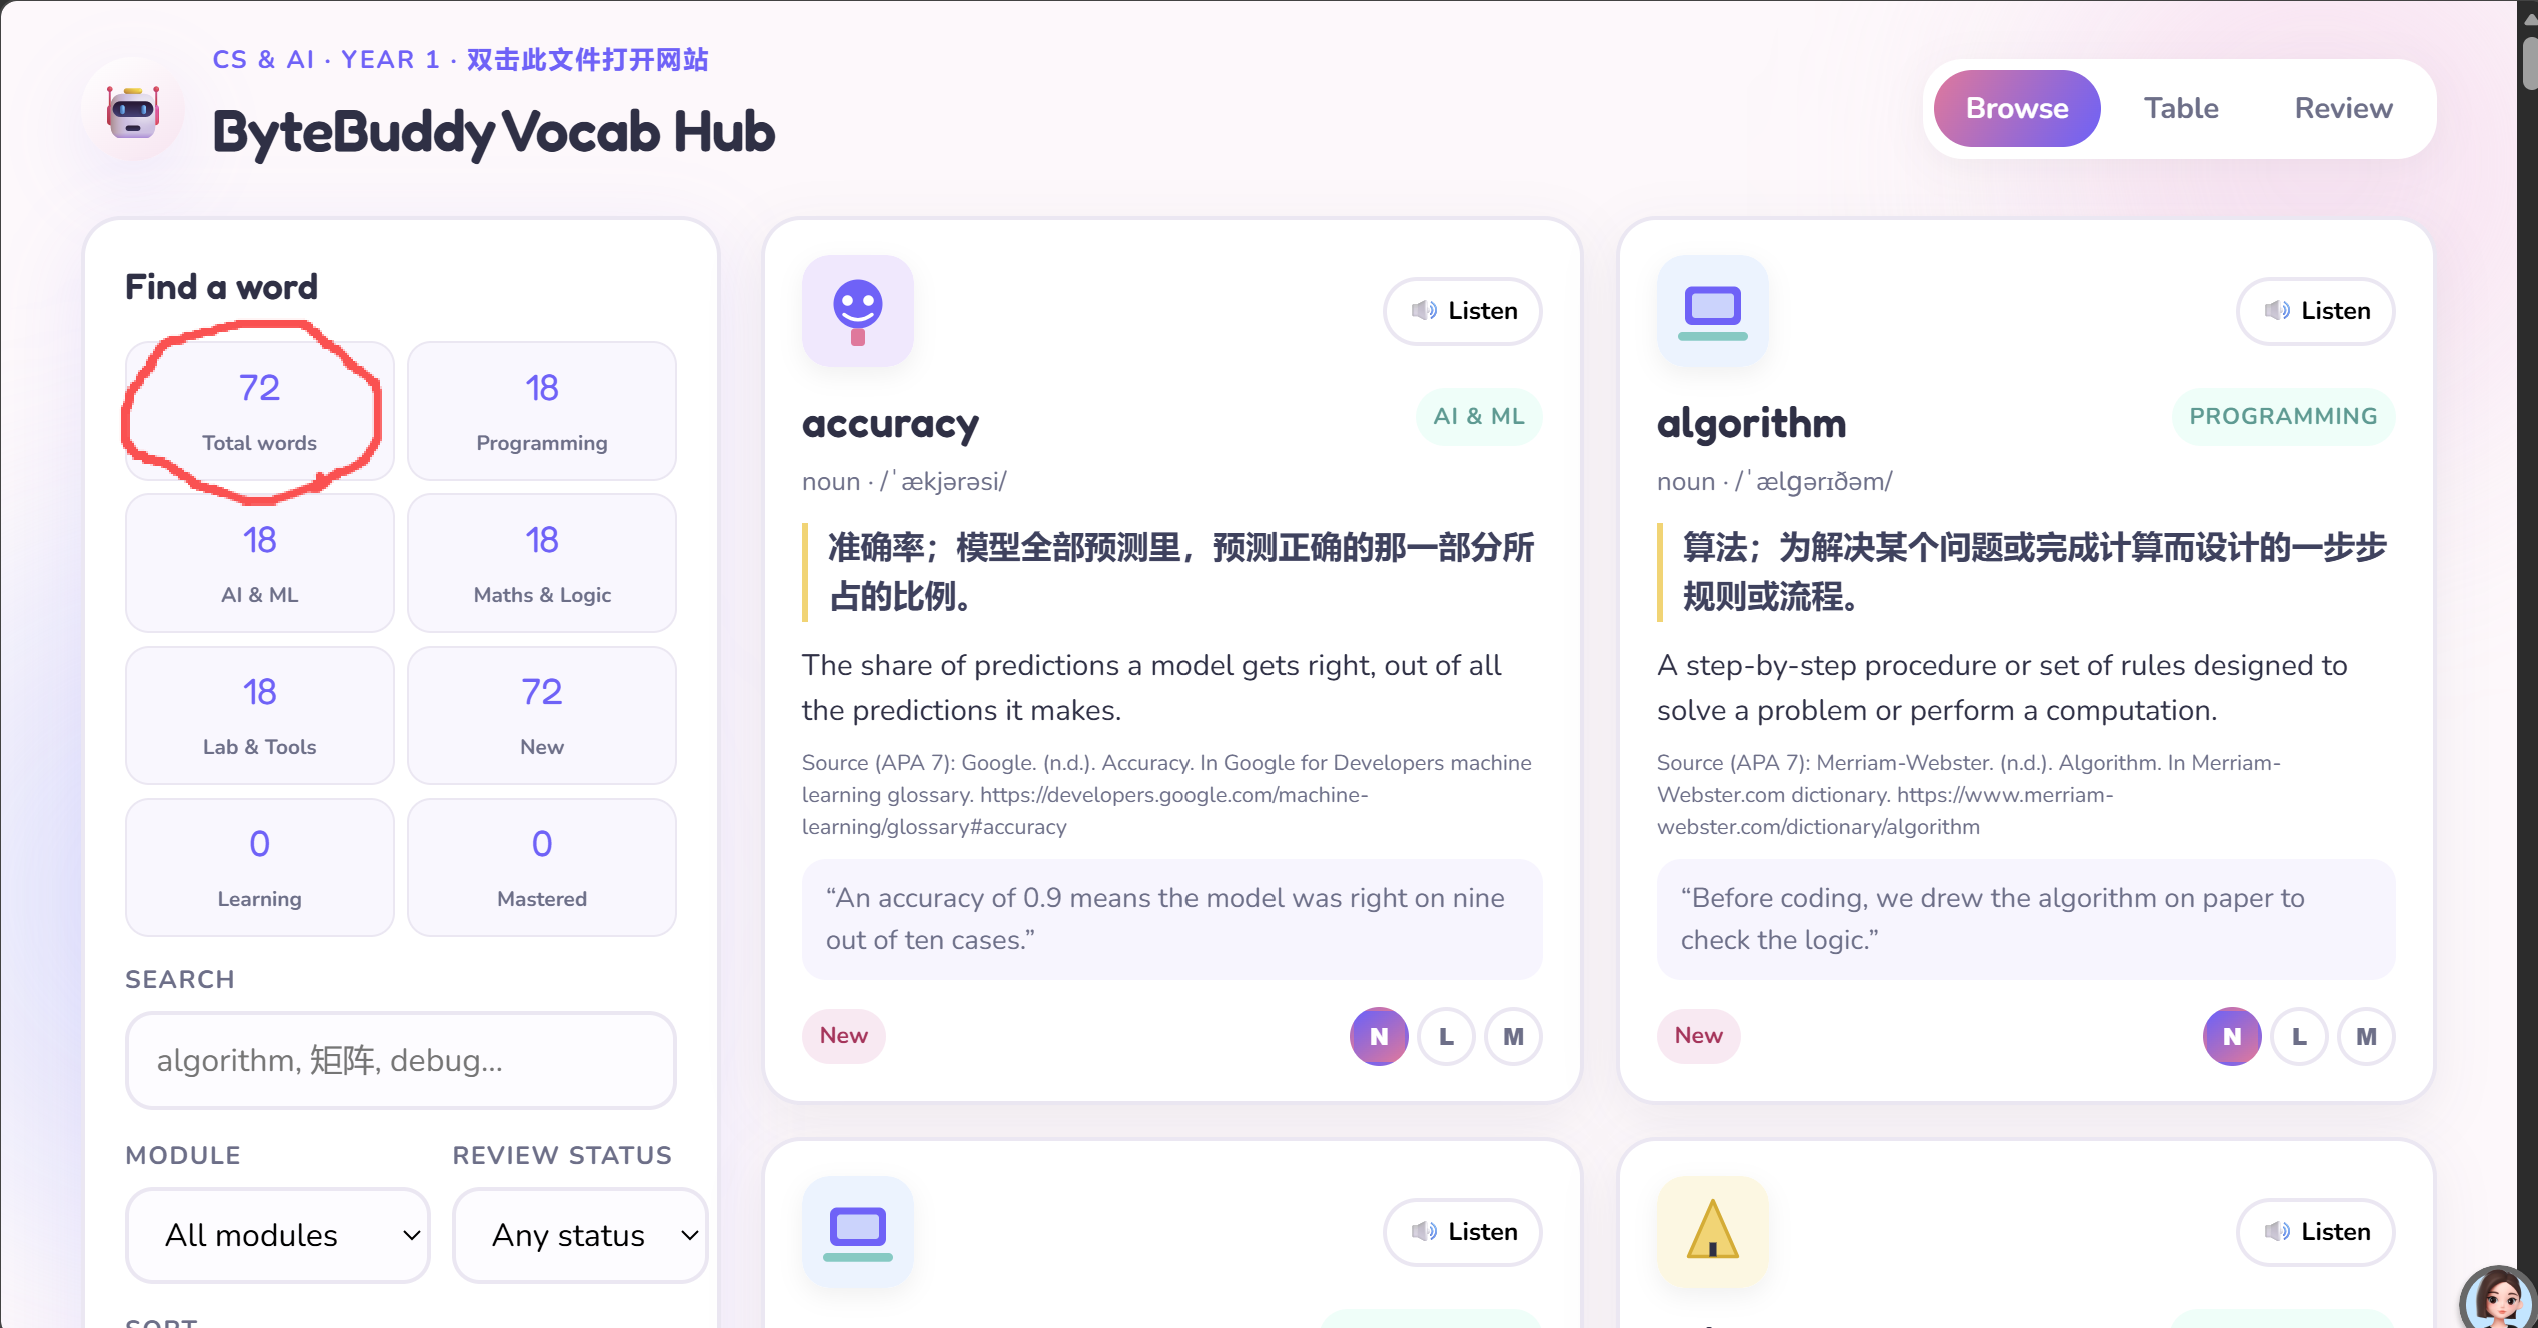 CS & AI · YEAR 1 · 双击此文件打开网站
ByteBuddy Vocab Hub
Browse
Table
Review
Find a word
72
Total words
18
Programming
18
AI & ML
18
Maths & Logic
18
Lab & Tools
72
New
0
Learning
0
Mastered
SEARCH
algorithm, 矩阵, debug...
MODULE
REVIEW STATUS
All modules
Any status
SORT
Listen
accuracy
AI & ML
noun · /ˈækjərəsi/
准确率；模型全部预测里，预测正确的那一部分所
占的比例。
The share of predictions a model gets right, out of all
the predictions it makes.
Source (APA 7): Google. (n.d.). Accuracy. In Google for Developers machine
learning glossary. https://developers.google.com/machine-
learning/glossary#accuracy
“An accuracy of 0.9 means the model was right on nine
out of ten cases.”
New
N
L
M
Listen
algorithm
PROGRAMMING
noun · /ˈælɡərɪðəm/
算法；为解决某个问题或完成计算而设计的一步步
规则或流程。
A step-by-step procedure or set of rules designed to
solve a problem or perform a computation.
Source (APA 7): Merriam-Webster. (n.d.). Algorithm. In Merriam-
Webster.com dictionary. https://www.merriam-
webster.com/dictionary/algorithm
“Before coding, we drew the algorithm on paper to
check the logic.”
New
N
L
M
Listen
Listen